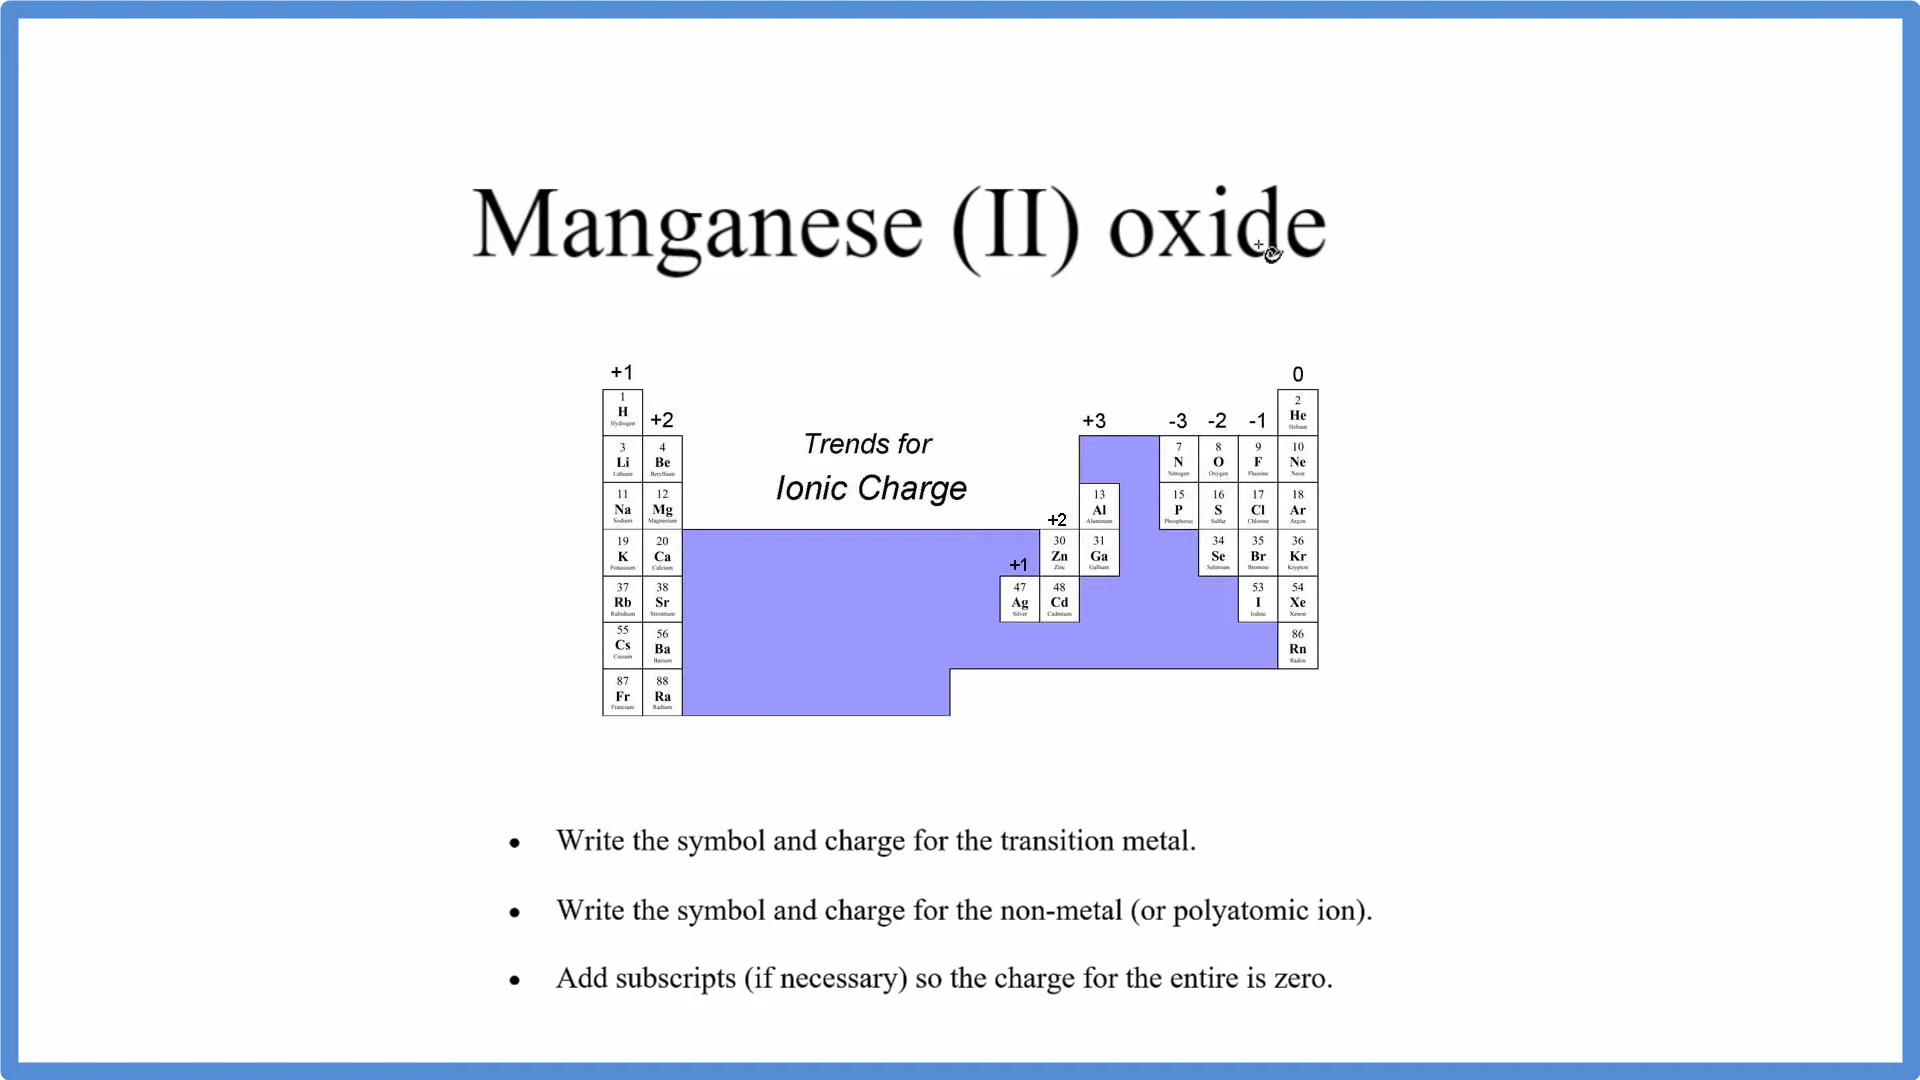 Manganese (II) oxide
+1
0
1
H
Hydrogen
2
He
Helium
+2
+3
-3
-2
-1
Trends for
Ionic Charge
3
Li
Lithium
4
Be
Beryllium
7
N
Nitrogen
8
O
Oxygen
9
F
Fluorine
10
Ne
Neon
11
Na
Sodium
12
Mg
Magnesium
13
Al
Aluminum
15
P
Phosphorus
16
S
Sulfur
17
Cl
Chlorine
18
Ar
Argon
+2
19
K
Potassium
20
Ca
Calcium
30
Zn
Zinc
31
Ga
Gallium
34
Se
Selenium
35
Br
Bromine
36
Kr
Krypton
+1
37
Rb
Rubidium
38
Sr
Strontium
47
Ag
Silver
48
Cd
Cadmium
53
I
Iodine
54
Xe
Xenon
55
Cs
Cesium
56
Ba
Barium
86
Rn
Radon
87
Fr
Francium
88
Ra
Radium
• Write the symbol and charge for the transition metal.
• Write the symbol and charge for the non-metal (or polyatomic ion).
• Add subscripts (if necessary) so the charge for the entire is zero.